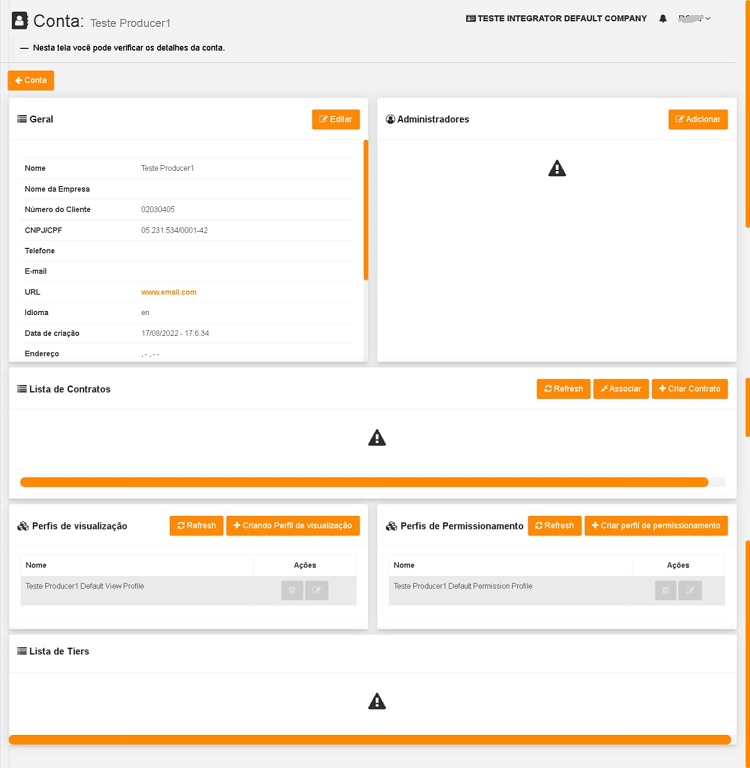 Conta: Teste Producer1
TESTE INTEGRATOR DEFAULT COMPANY
— Nesta tela você pode verificar os detalhes da conta.
Conta
Geral
Editar
Nome Teste Producer1
Nome da Empresa
Número do Cliente 02030405
CNPJ/CPF 05.231.534/0001-42
Telefone
E-mail
URL www.email.com
Idioma en
Data de criação 17/08/2022 - 17:6:34
Endereço , - , - -
Administradores
Adicionar
Lista de Contratos
Refresh
Associar
Criar Contrato
Perfis de visualização
Refresh
Criando Perfil de visualização
Nome Ações
Teste Producer1 Default View Profile
Perfis de Permissionamento
Refresh
Criar perfil de permissionamento
Nome Ações
Teste Producer1 Default Permission Profile
Lista de Tiers